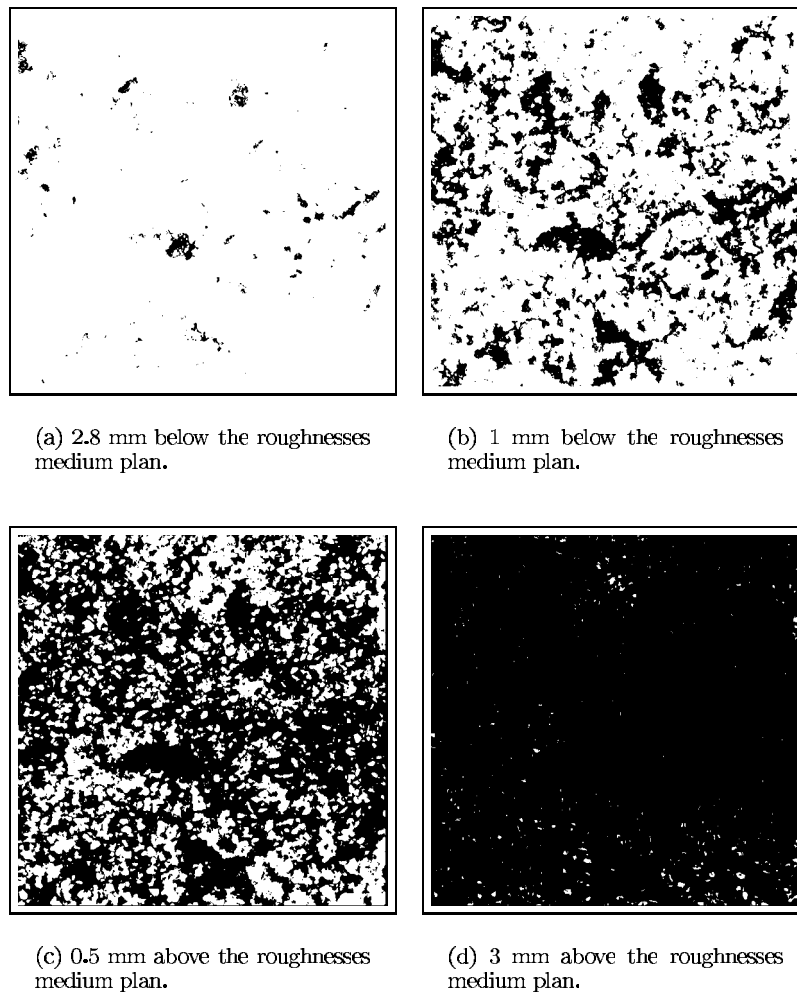 (a) 2.8 mm below the roughnesses
medium plan.
(b) 1 mm below the roughnesses
medium plan.
(c) 0.5 mm above the roughnesses
medium plan.
(d) 3 mm above the roughnesses
medium plan.